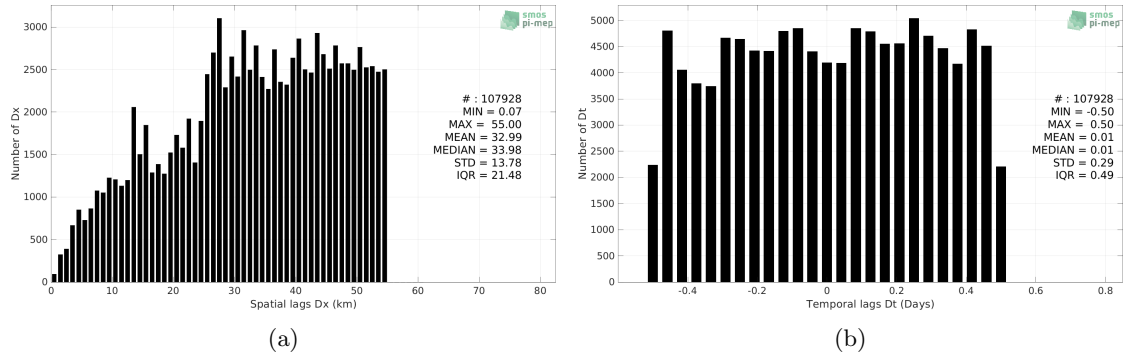 smos
pi-mep
3000
2500
2000
1500
1000
500
0
Number of Dx
# : 107928
MIN = 0.07
MAX = 55.00
MEAN = 32.99
MEDIAN = 33.98
STD = 13.78
IQR = 21.48
0 10 20 30 40 50 60 70 80
Spatial lags Dx (km)
(a)
smos
pi-mep
5000
4500
4000
3500
3000
2500
2000
1500
1000
500
0
Number of Dt
# : 107928
MIN = -0.50
MAX = 0.50
MEAN = 0.01
MEDIAN = 0.01
STD = 0.29
IQR = 0.49
-0.4 -0.2 0 0.2 0.4 0.6 0.8
Temporal lags Dt (Days)
(b)